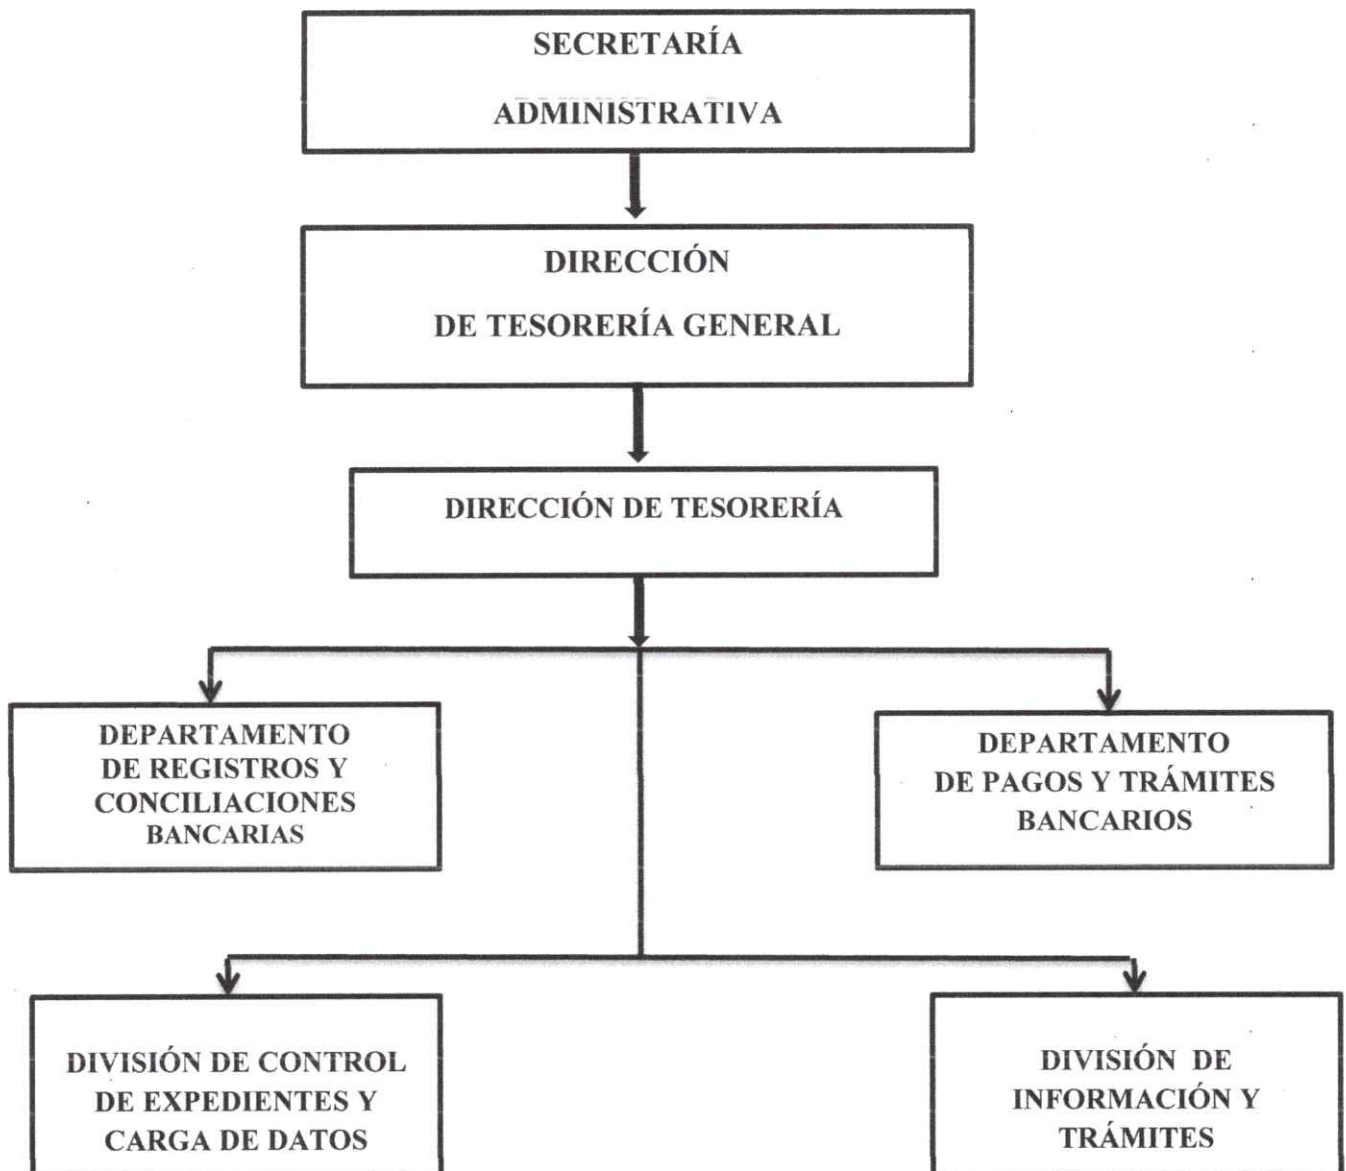 SECRETARÍA
ADMINISTRATIVA
DIRECCIÓN
DE TESORERÍA GENERAL
DIRECCIÓN DE TESORERÍA
DEPARTAMENTO
DE REGISTROS Y
CONCILIACIONES
BANCARIAS
DEPARTAMENTO
DE PAGOS Y TRÁMITES
BANCARIOS
DIVISIÓN DE CONTROL
DE EXPEDIENTES Y
CARGA DE DATOS
DIVISIÓN DE
INFORMACIÓN Y
TRÁMITES